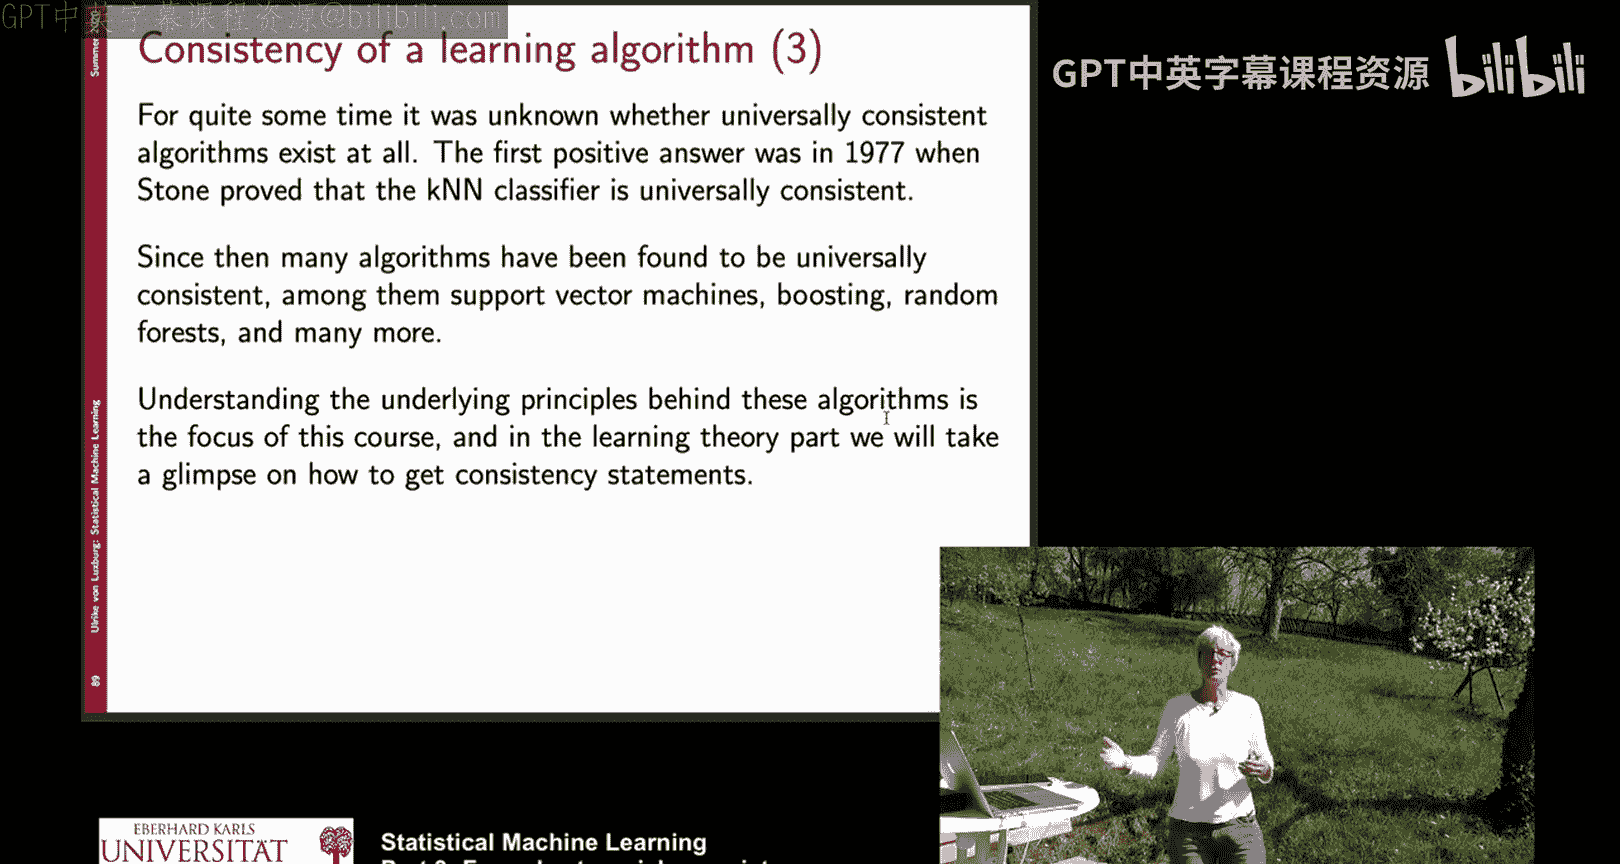 GPT中英字幕课程资源@bilibili.com
Consistency of a learning algorithm (3)
For quite some time it was unknown whether universally consistent
algorithms exist at all. The first positive answer was in 1977 when
Stone proved that the kNN classifier is universally consistent.
Since then many algorithms have been found to be universally
consistent, among them support vector machines, boosting, random
forests, and many more.
Understanding the underlying principles behind these algorithms is
the focus of this course, and in the learning theory part we will take
a glimpse on how to get consistency statements.
Summer 2020
Ulrike von Luxburg: Statistical Machine Learning
89
GPT中英字幕课程资源 bilibili
EBERHARD KARLS
UNIVERSITÄT
Statistical Machine Learning